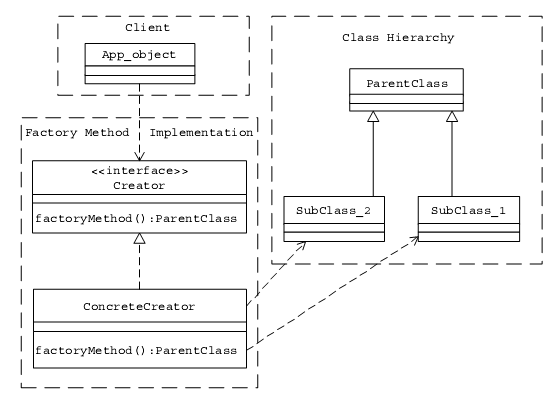 Client
App_object
Class Hierarchy
ParentClass
Factory Method Implementation
<<interface>>
Creator
factoryMethod():ParentClass
SubClass_2
SubClass_1
ConcreteCreator
factoryMethod():ParentClass